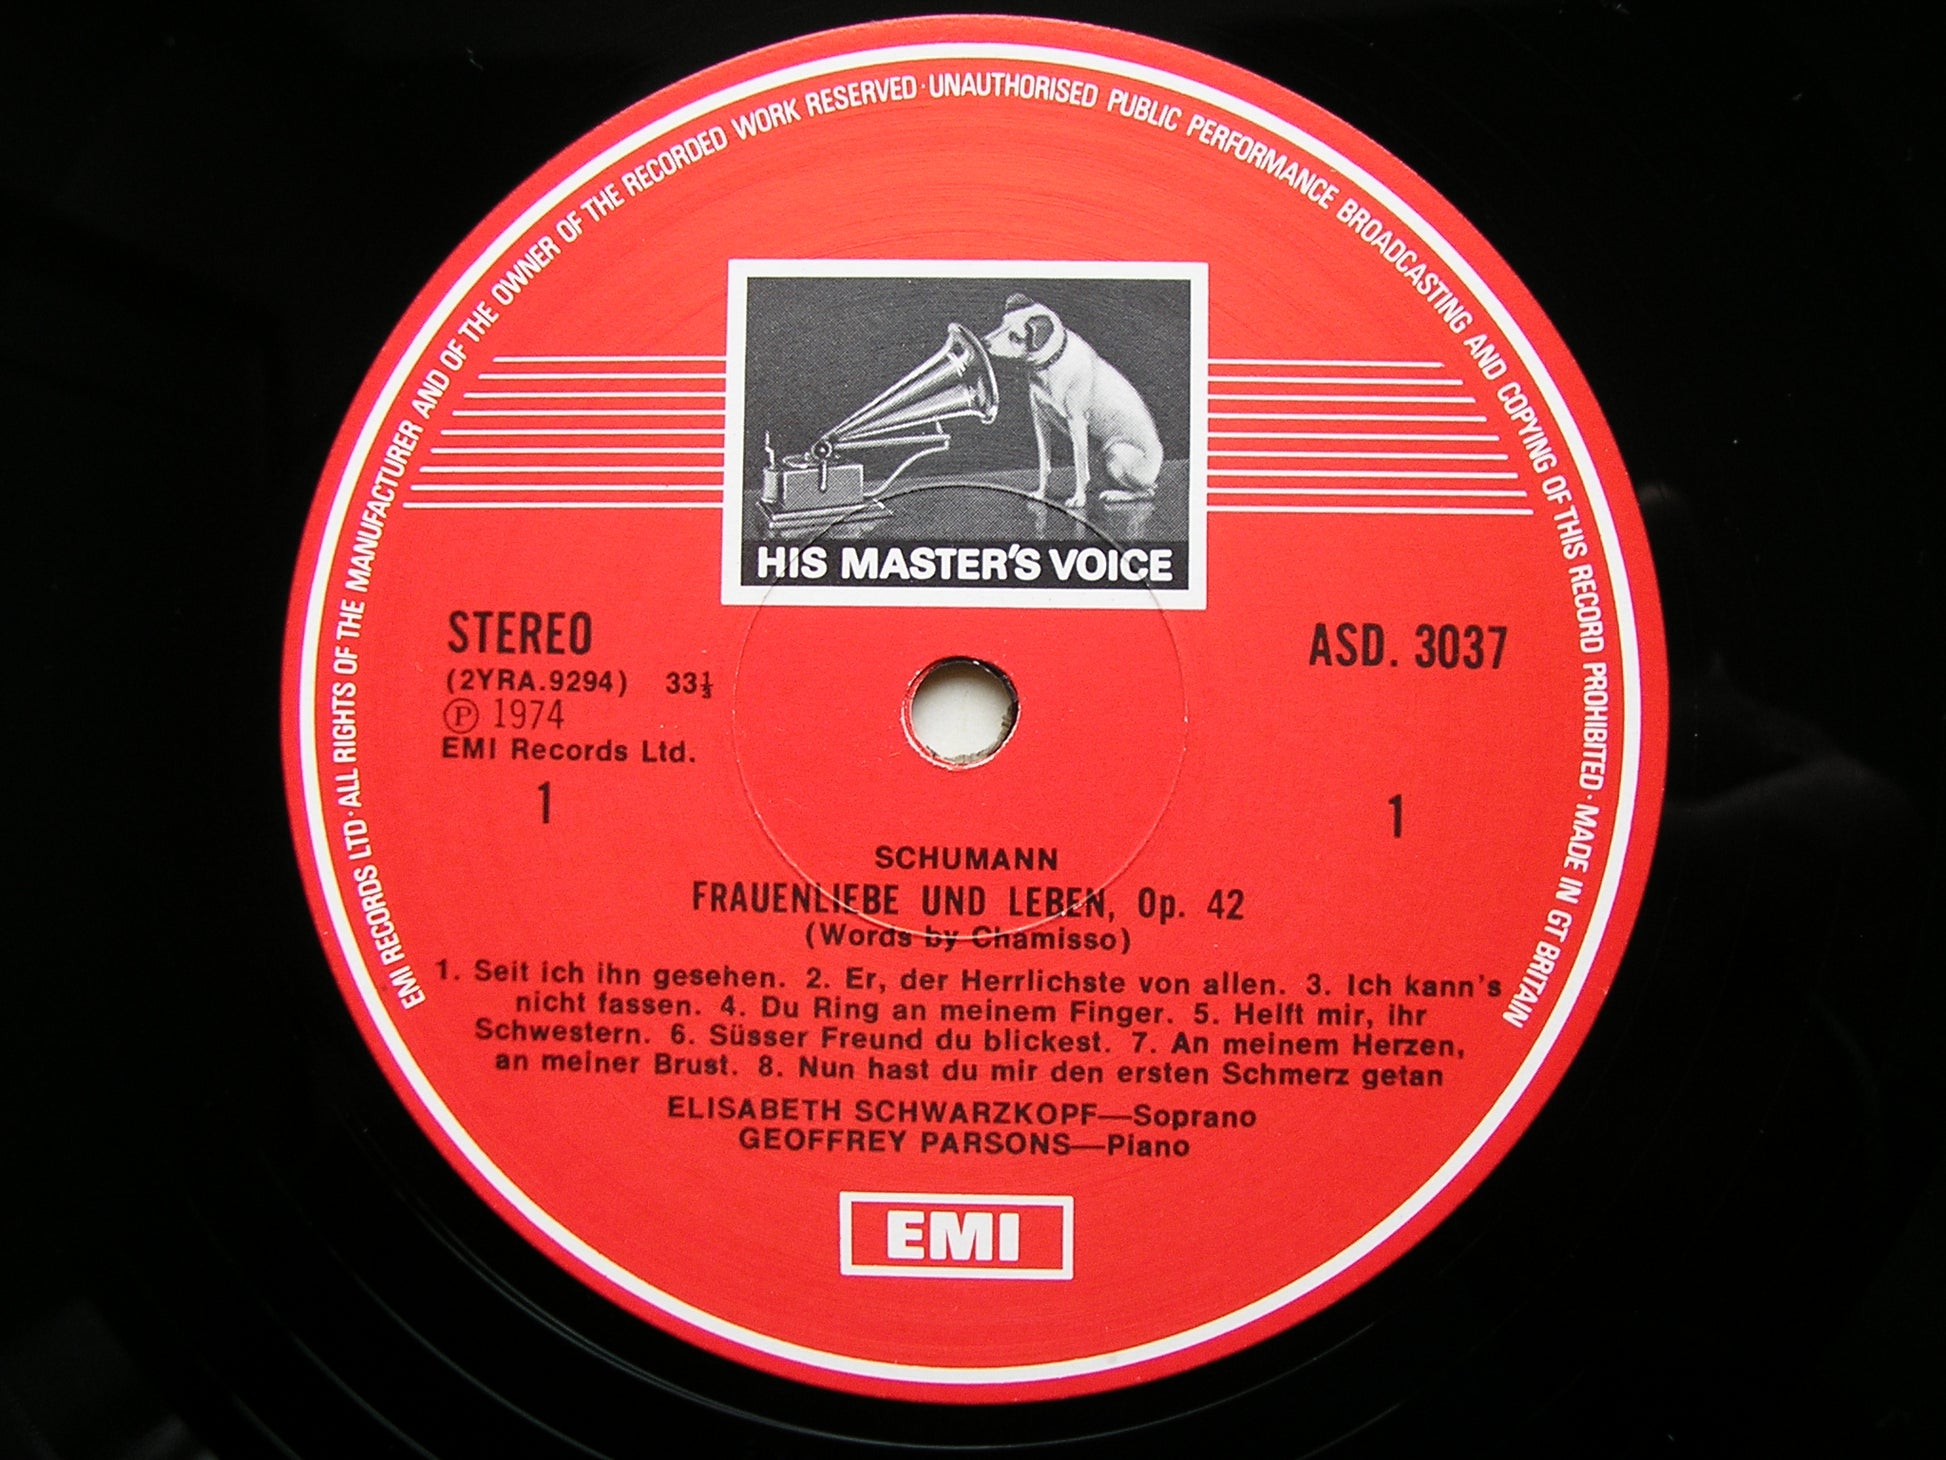 EMI RECORDS LTD · ALL RIGHTS OF THE MANUFACTURER AND OF THE OWNER OF THE RECORDED WORK RESERVED · UNAUTHORISED PUBLIC PERFORMANCE BROADCASTING AND COPYING OF THIS RECORD PROHIBITED · MADE IN GT BRITAIN
HIS MASTER'S VOICE
STEREO
ASD. 3037
(2YRA.9294) 33⅓
℗ 1974
EMI Records Ltd.
1
1
SCHUMANN
FRAUENLIEBE UND LEBEN, Op. 42
(Words by Chamisso)
1. Seit ich ihn gesehen. 2. Er, der Herrlichste von allen. 3. Ich kann's
nicht fassen. 4. Du Ring an meinem Finger. 5. Helft mir, ihr
Schwestern. 6. Süsser Freund du blickest. 7. An meinem Herzen,
an meiner Brust. 8. Nun hast du mir den ersten Schmerz getan
ELISABETH SCHWARZKOPF—Soprano
GEOFFREY PARSONS—Piano
EMI